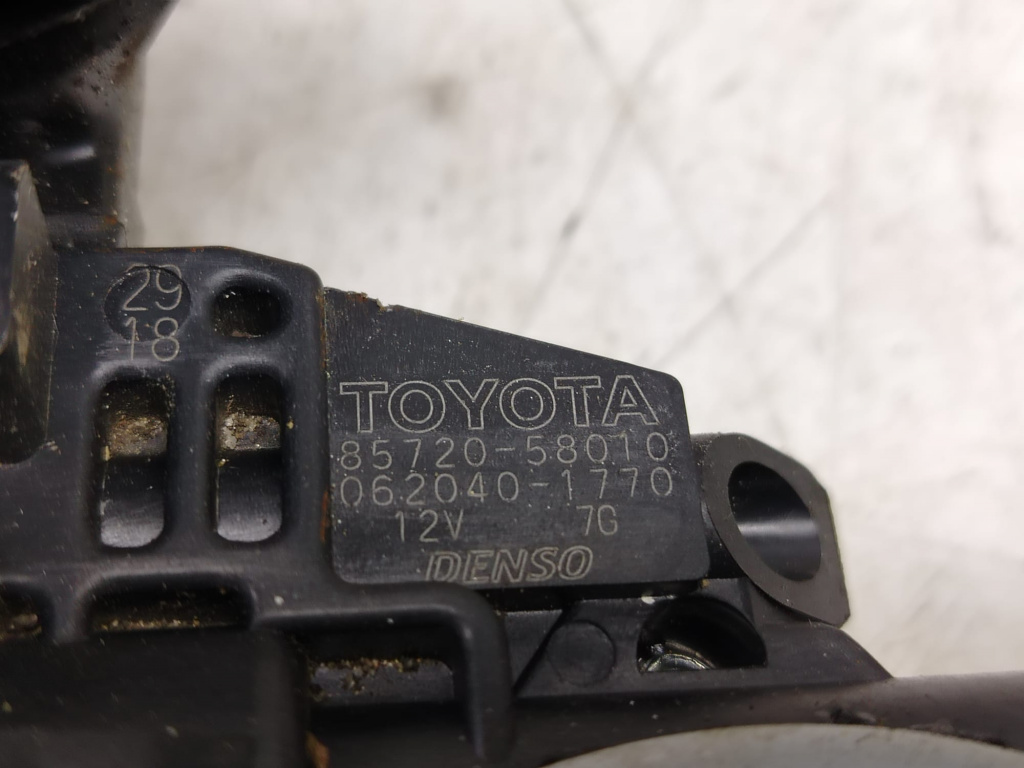 29
18
TOYOTA
85720-58010
062040-1770
12V 7G
DENSO